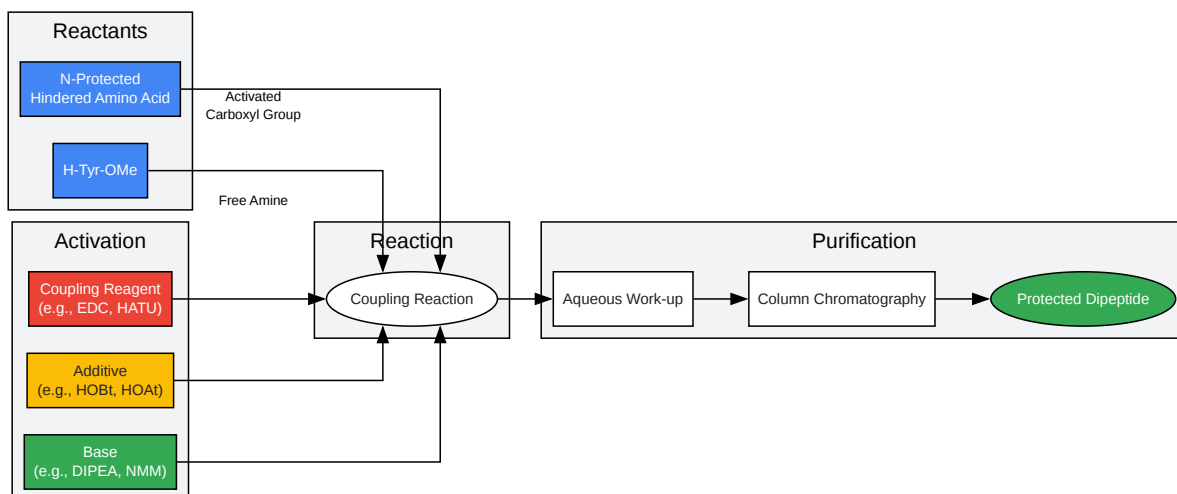 Reactants
N-Protected
Hindered Amino Acid
Activated
Carboxyl Group
H-Tyr-OMe
Free Amine
Activation
Coupling Reagent
(e.g., EDC, HATU)
Additive
(e.g., HOBt, HOAt)
Base
(e.g., DIPEA, NMM)
Reaction
Coupling Reaction
Purification
Aqueous Work-up
Column Chromatography
Protected Dipeptide